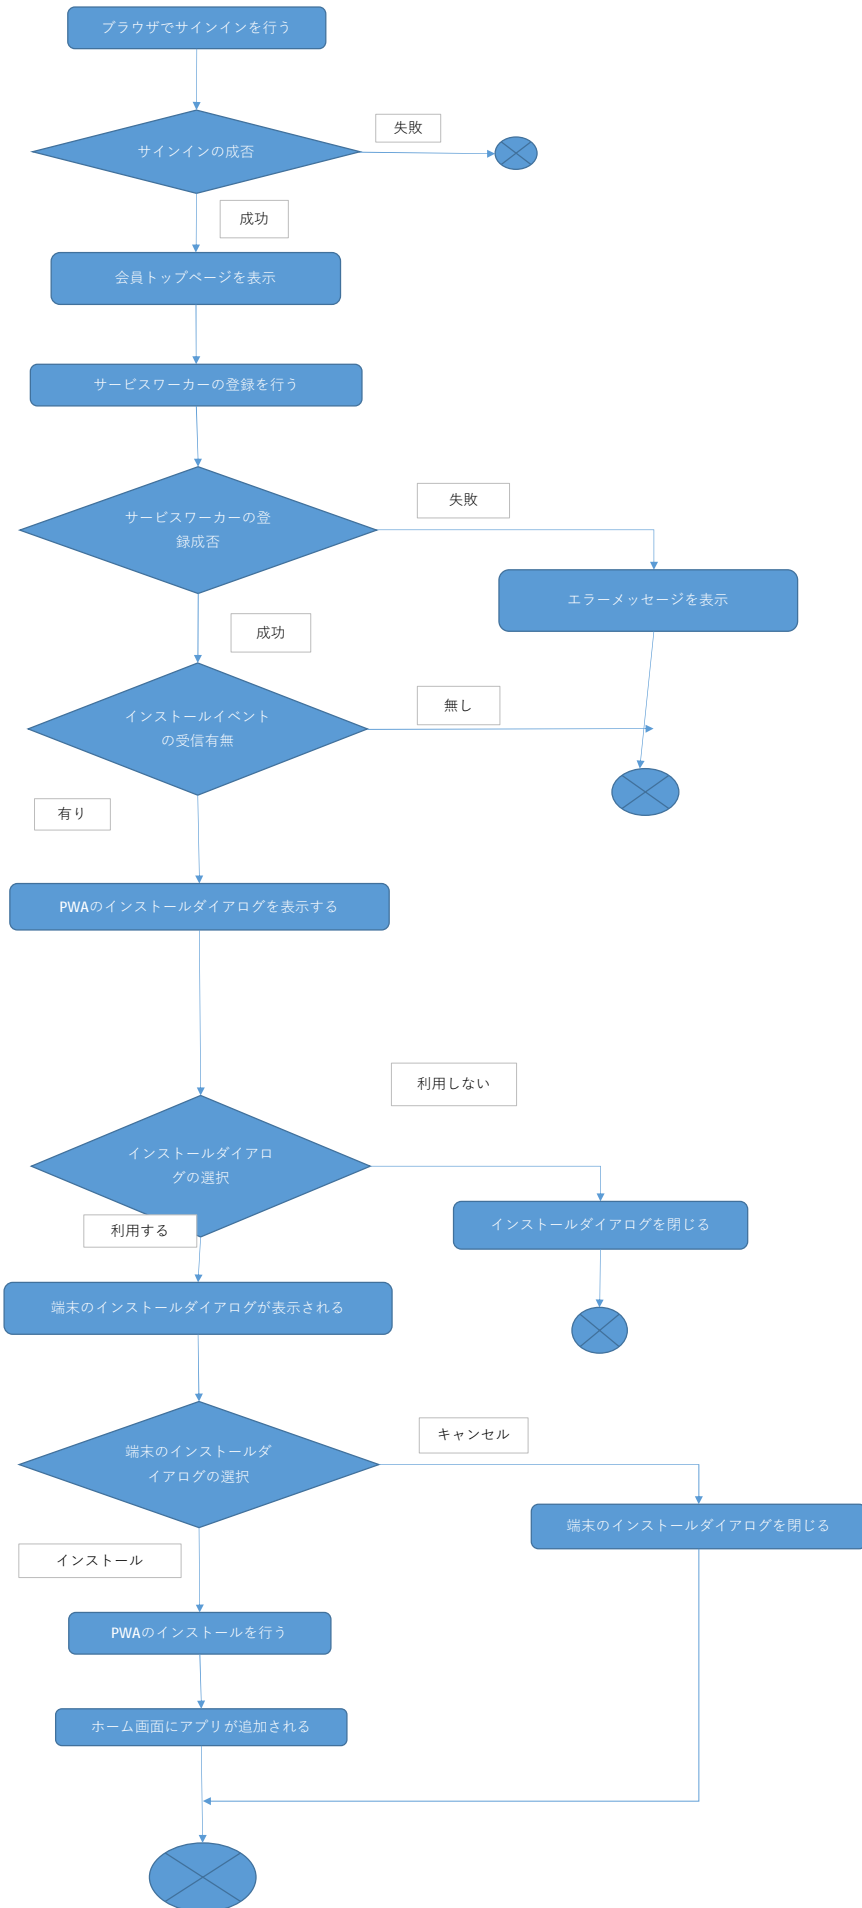 ブラウザでサインインを行う
サインインの成否
失敗
成功
会員トップページを表示
サービスワーカーの登録を行う
サービスワーカーの登
録成否
失敗
エラーメッセージを表示
成功
インストールイベント
の受信有無
無し
有り
PWAのインストールダイアログを表示する
利用しない
インストールダイアロ
グの選択
利用する
インストールダイアログを閉じる
端末のインストールダイアログが表示される
キャンセル
端末のインストールダ
イアログの選択
端末のインストールダイアログを閉じる
インストール
PWAのインストールを行う
ホーム画面にアプリが追加される